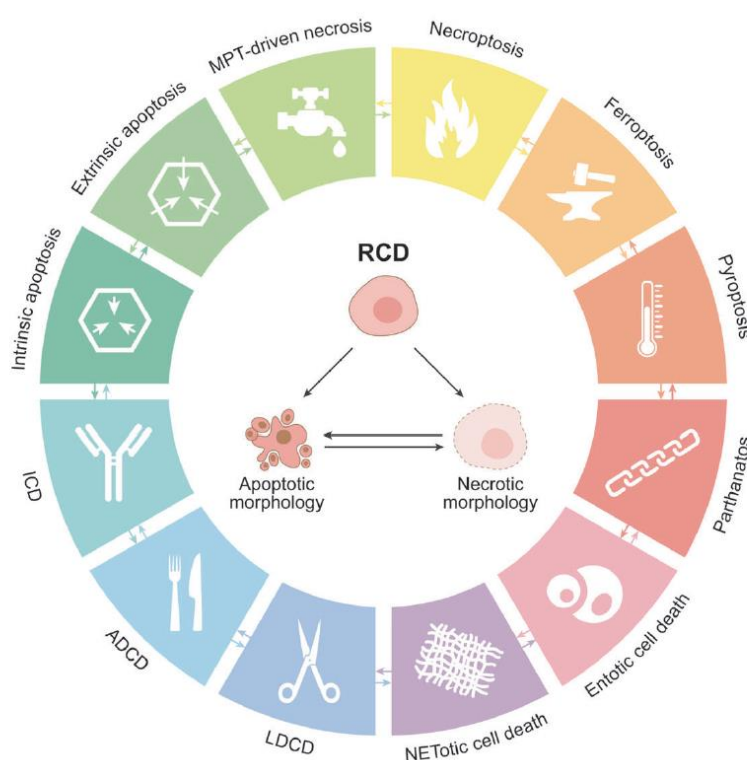 MPT-driven necrosis
Necroptosis
Extrinsic apoptosis
Ferroptosis
Intrinsic apoptosis
Pyroptosis
RCD
Apoptotic
morphology
Necrotic
morphology
ICD
Parthanatos
ADCD
Entotic cell death
LDCD
NETotic cell death